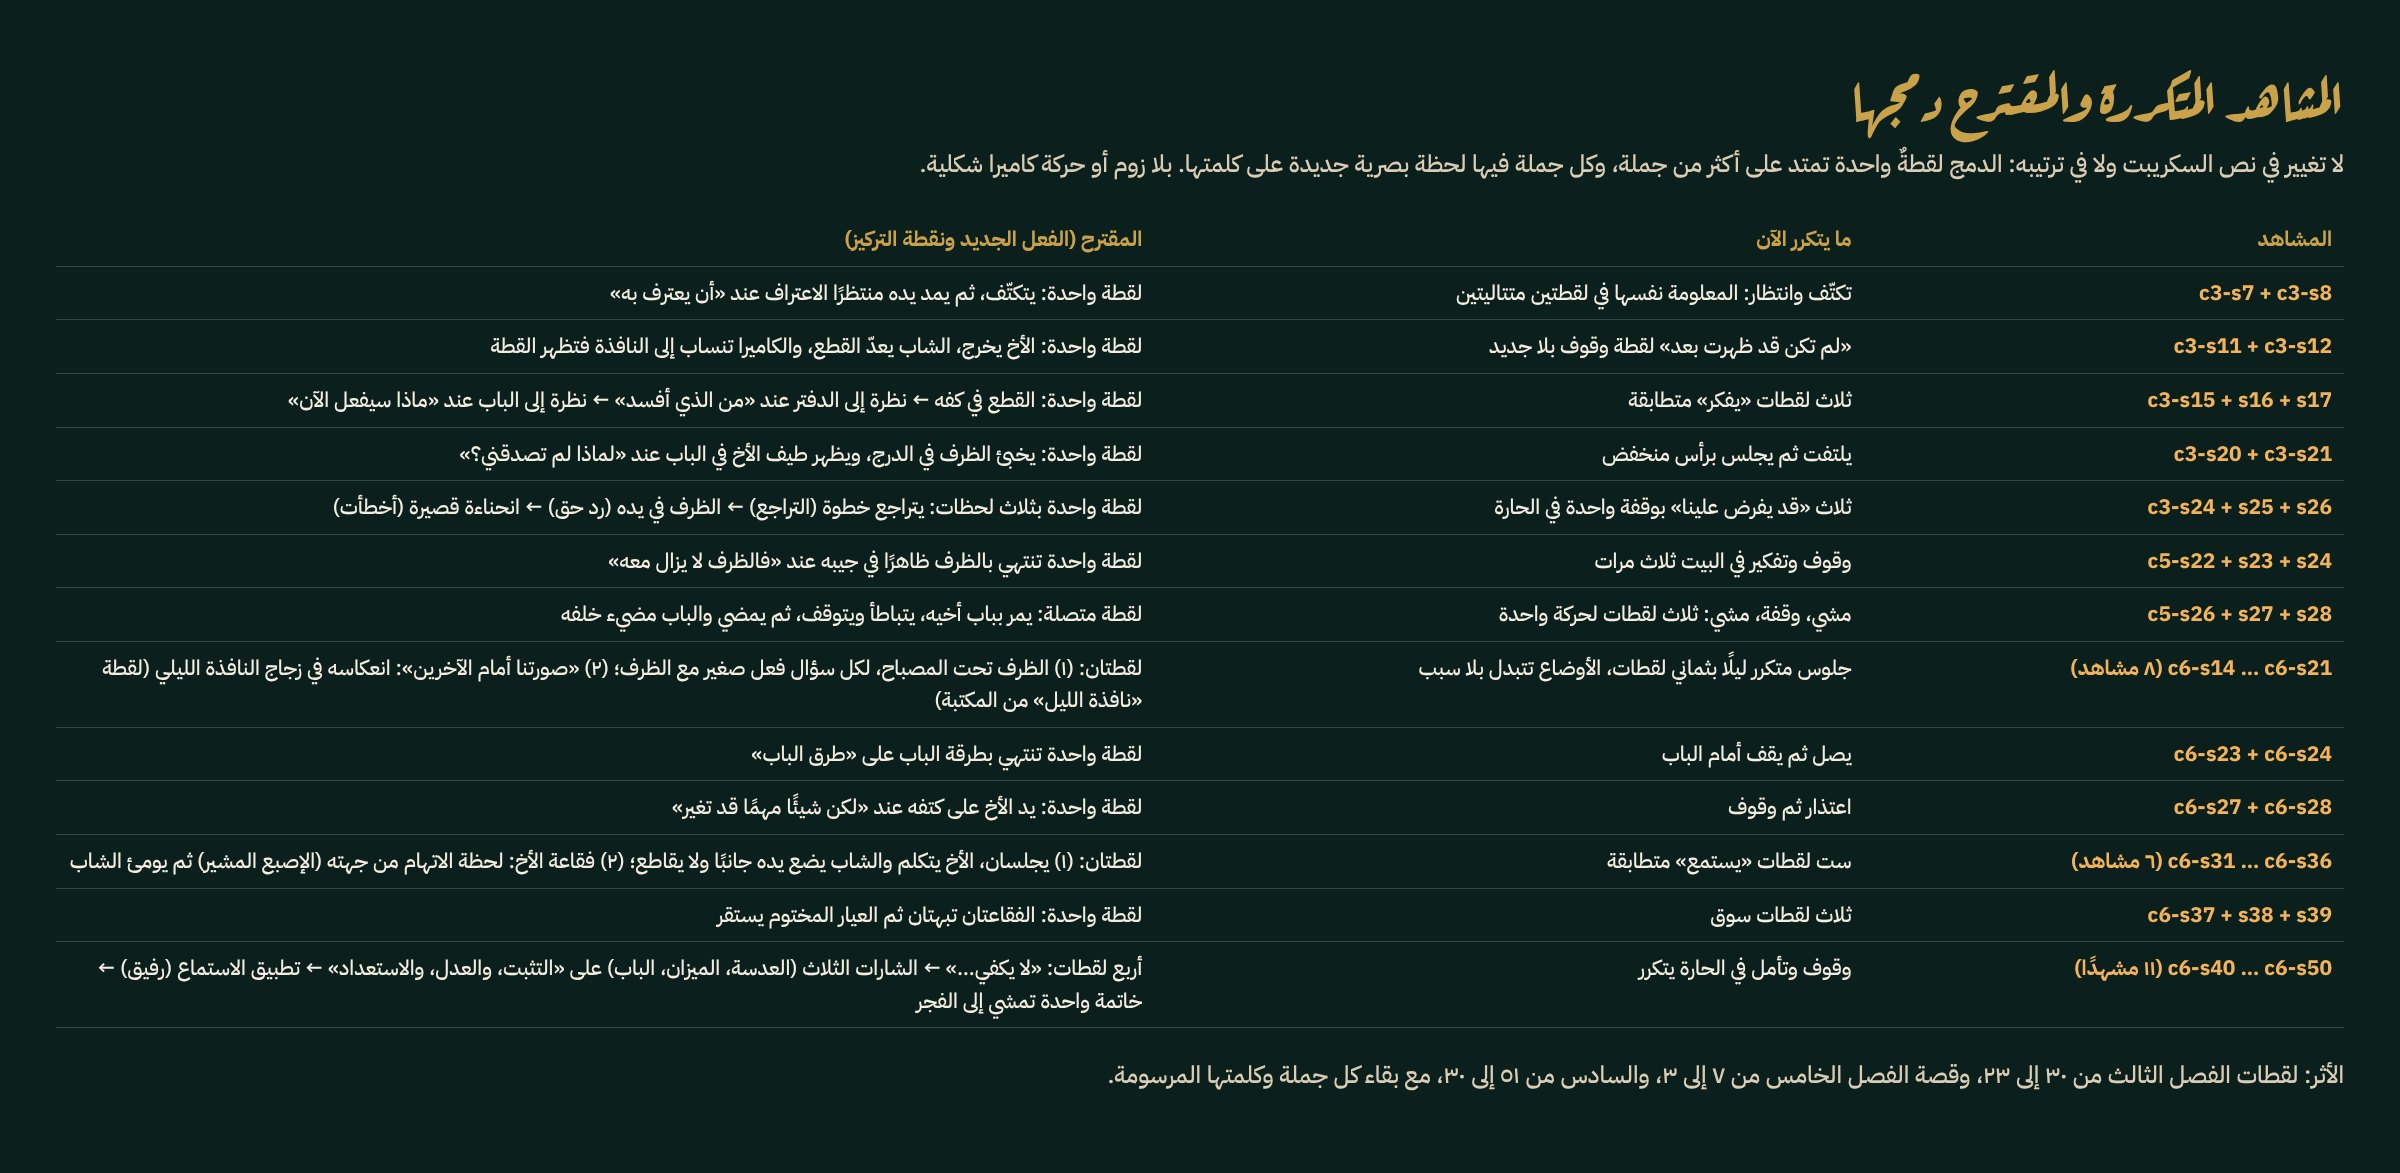 المشاهد المتكررة والمقترح دمجها
لا تغيير في نص السكريبت ولا في ترتيبه: الدمج لقطةٌ واحدة تمتد على أكثر من جملة، وكل جملة فيها لحظة بصرية جديدة على كلمتها. بلا زوم أو حركة كاميرا شكلية.
المشاهد ما يتكرر الآن المقترح (الفعل الجديد ونقطة التركيز)
c3-s7 + c3-s8 تكتّف وانتظار: المعلومة نفسها في لقطتين متتاليتين لقطة واحدة: يتكتّف، ثم يمد يده منتظرًا الاعتراف عند «أن يعترف به»
c3-s11 + c3-s12 «لم تكن قد ظهرت بعد» لقطة وقوف بلا جديد لقطة واحدة: الأخ يخرج، الشاب يعدّ القطع، والكاميرا تنساب إلى النافذة فتظهر القطة
c3-s15 + s16 + s17 ثلاث لقطات «يفكر» متطابقة لقطة واحدة: القطع في كفه ← نظرة إلى الدفتر عند «من الذي أفسد» ← نظرة إلى الباب عند «ماذا سيفعل الآن»
c3-s20 + c3-s21 يلتفت ثم يجلس برأس منخفض لقطة واحدة: يخبئ الظرف في الدرج، ويظهر طيف الأخ في الباب عند «لماذا لم تصدقني؟»
c3-s24 + s25 + s26 ثلاث «قد يفرض علينا» بوقفة واحدة في الحارة لقطة واحدة بثلاث لحظات: يتراجع خطوة (التراجع) ← الظرف في يده (رد حق) ← انحناءة قصيرة (أخطأت)
c5-s22 + s23 + s24 وقوف وتفكير في البيت ثلاث مرات لقطة واحدة تنتهي بالظرف ظاهرًا في جيبه عند «فالظرف لا يزال معه»
c5-s26 + s27 + s28 مشي، وقفة، مشي: ثلاث لقطات لحركة واحدة لقطة متصلة: يمر بباب أخيه، يتباطأ ويتوقف، ثم يمضي والباب مضيء خلفه
c6-s14 … c6-s21 (٨ مشاهد) جلوس متكرر ليلًا بثماني لقطات، الأوضاع تتبدل بلا سبب لقطتان: (١) الظرف تحت المصباح، لكل سؤال فعل صغير مع الظرف؛ (٢) «صورتنا أمام الآخرين»: انعكاسه في زجاج النافذة الليلي (لقطة
«نافذة الليل» من المكتبة)
c6-s23 + c6-s24 يصل ثم يقف أمام الباب لقطة واحدة تنتهي بطرقة الباب على «طرق الباب»
c6-s27 + c6-s28 اعتذار ثم وقوف لقطة واحدة: يد الأخ على كتفه عند «لكن شيئًا مهمًا قد تغير»
c6-s31 … c6-s36 (٦ مشاهد) ست لقطات «يستمع» متطابقة لقطتان: (١) يجلسان، الأخ يتكلم والشاب يضع يده جانبًا ولا يقاطع؛ (٢) فقاعة الأخ: لحظة الاتهام من جهته (الإصبع المشير) ثم يومئ الشاب
c6-s37 + s38 + s39 ثلاث لقطات سوق لقطة واحدة: الفقاعتان تبهتان ثم العيار المختوم يستقر
c6-s40 … c6-s50 (١١ مشهدًا) وقوف وتأمل في الحارة يتكرر أربع لقطات: «لا يكفي…» ← الشارات الثلاث (العدسة، الميزان، الباب) على «التثبت، والعدل، والاستعداد» ← تطبيق الاستماع (رفيق) ←
خاتمة واحدة تمشي إلى الفجر
الأثر: لقطات الفصل الثالث من ٣٠ إلى ٢٣، وقصة الفصل الخامس من ٧ إلى ٣، والسادس من ٥١ إلى ٣٠، مع بقاء كل جملة وكلمتها المرسومة.